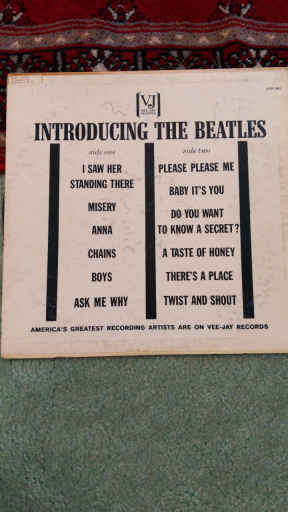 VJ
INTRODUCING THE BEATLES
side one
I SAW HER
STANDING THERE
MISERY
ANNA
CHAINS
BOYS
ASK ME WHY
side two
PLEASE PLEASE ME
BABY IT'S YOU
DO YOU WANT
TO KNOW A SECRET?
A TASTE OF HONEY
THERE'S A PLACE
TWIST AND SHOUT
AMERICA'S GREATEST RECORDING ARTISTS ARE ON VEE-JAY RECORDS